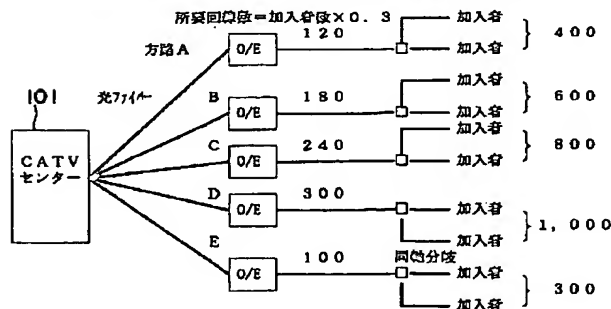 所要回線数=加入者数×0.3
方路A
光ファイバー
101
CATV
センター
O/E
120
加入者
加入者
400
B
O/E
180
加入者
加入者
600
C
O/E
240
加入者
加入者
800
D
O/E
300
加入者
加入者
1,000
E
O/E
100
同軸分岐
加入者
加入者
300